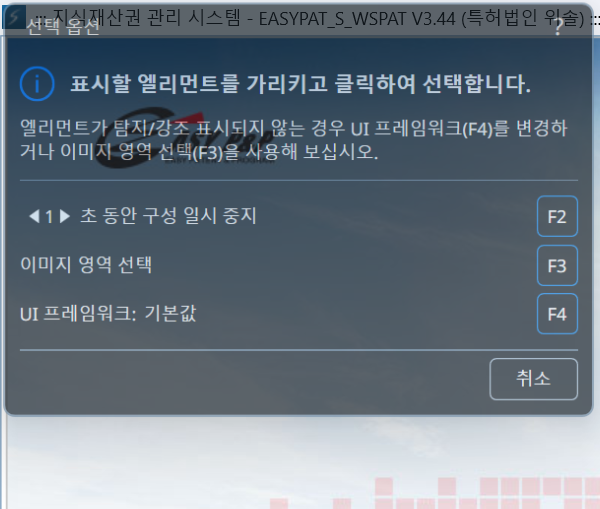 ::: 지식재산권 관리 시스템 - EASYPAT_S_WSPAT V3.44 (특허법인 위솔) :::
선택 옵션
?
표시할 엘리먼트를 가리키고 클릭하여 선택합니다.
엘리먼트가 탐지/강조 표시되지 않는 경우 UI 프레임워크(F4)를 변경하
거나 이미지 영역 선택(F3)을 사용해 보십시오.
◀ 1 ▶ 초 동안 구성 일시 중지
F2
이미지 영역 선택
F3
UI 프레임워크: 기본값
F4
취소